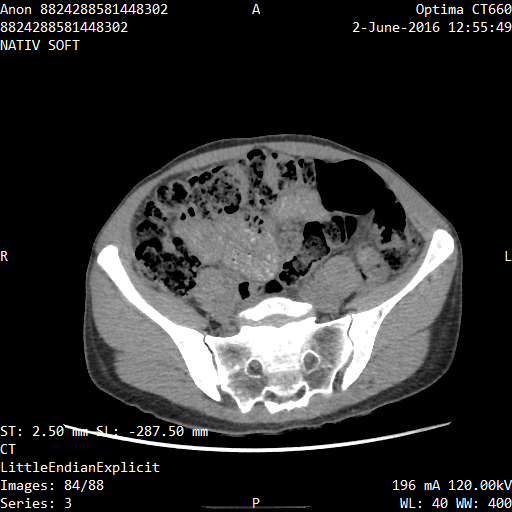 Anon 8824288581448302
8824288581448302
NATIV SOFT
A
Optima CT660
2-June-2016 12:55:49
R
L
ST: 2.50 mm SL: -287.50 mm
CT
LittleEndianExplicit
Images: 84/88
Series: 3
P
196 mA 120.00kV
WL: 40 WW: 400